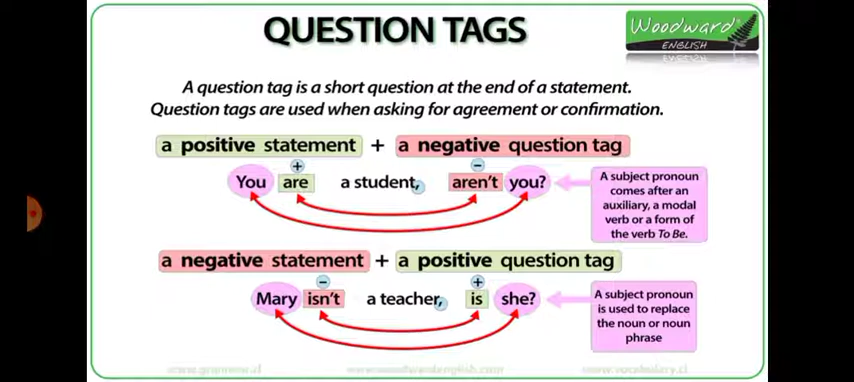 QUESTION TAGS
Woodward
ENGLISH
A question tag is a short question at the end of a statement.
Question tags are used when asking for agreement or confirmation.
a positive statement + a negative question tag
+ −
You are a student, aren't you?
A subject pronoun
comes after an
auxiliary, a modal
verb or a form of
the verb To Be.
a negative statement + a positive question tag
− +
Mary isn't a teacher, is she?
A subject pronoun
is used to replace
the noun or noun
phrase